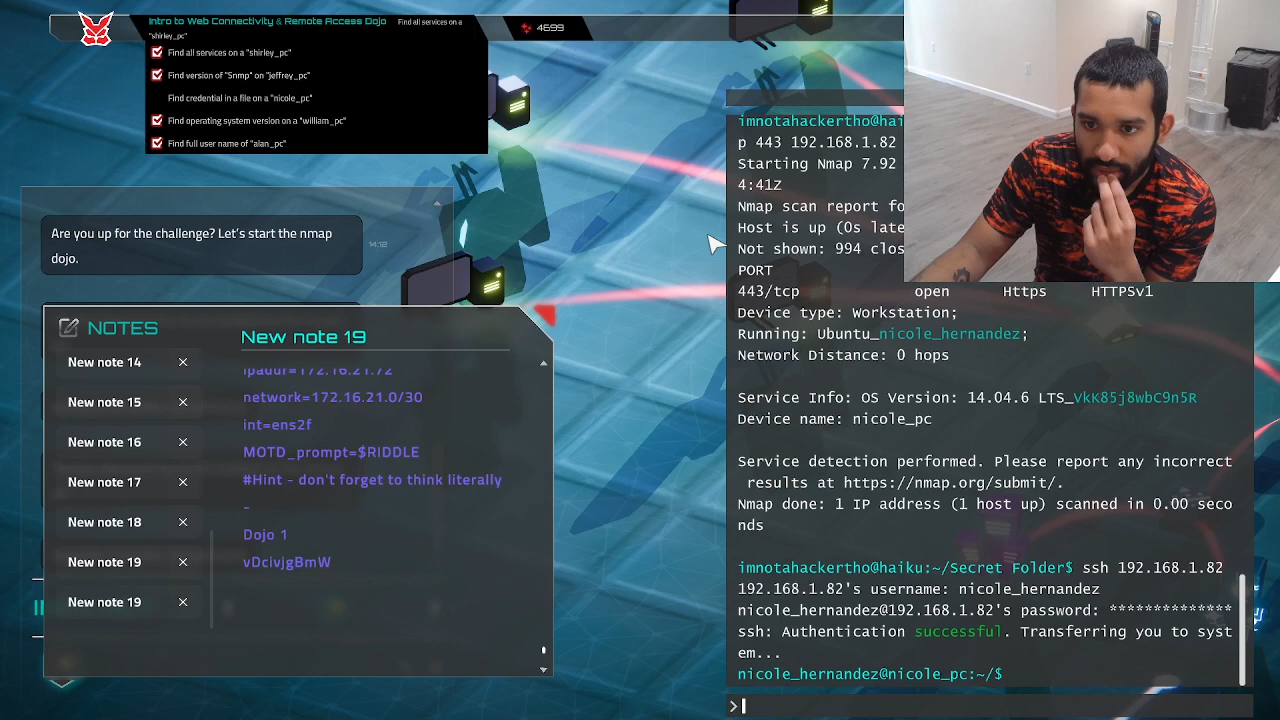 Intro to Web Connectivity & Remote Access Dojo Find all services on a
"shirley_pc"
Find all services on a "shirley_pc"
Find version of "Snmp" on "jeffrey_pc"
Find credential in a file on a "nicole_pc"
Find operating system version on a "william_pc"
Find full user name of "alan_pc"
4699
Are you up for the challenge? Let's start the nmap
dojo.
14:12
NOTES
New note 14
New note 15
New note 16
New note 17
New note 18
New note 19
New note 19
New note 19
ipaddr=172.16.21.72
network=172.16.21.0/30
int=ens2f
MOTD_prompt=$RIDDLE
#Hint - don't forget to think literally
-
Dojo 1
vDcivjgBmW
imnotahackertho@hai
p 443 192.168.1.82
Starting Nmap 7.92
4:41Z
Nmap scan report fo
Host is up (0s late
Not shown: 994 clos
PORT
443/tcp open Https HTTPSv1
Device type: Workstation;
Running: Ubuntu_nicole_hernandez;
Network Distance: 0 hops
Service Info: OS Version: 14.04.6 LTS_VkK85j8wbC9n5R
Device name: nicole_pc
Service detection performed. Please report any incorrect
results at https://nmap.org/submit/.
Nmap done: 1 IP address (1 host up) scanned in 0.00 seco
nds
imnotahackertho@haiku:~/Secret Folder$ ssh 192.168.1.82
192.168.1.82's username: nicole_hernandez
nicole_hernandez@192.168.1.82's password: **************
ssh: Authentication successful. Transferring you to syst
em...
nicole_hernandez@nicole_pc:~/$
>